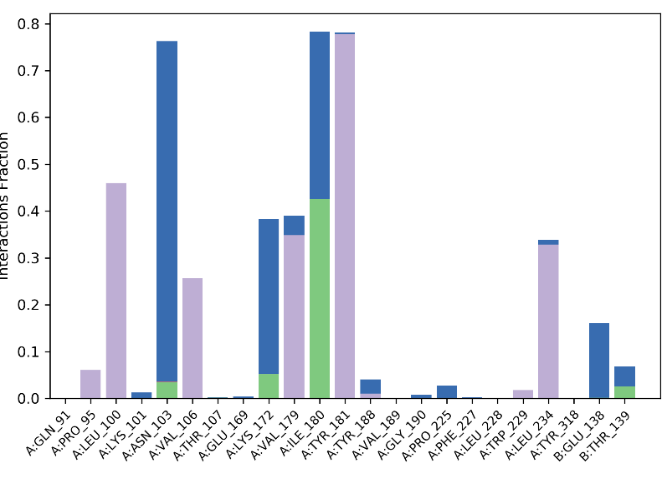 Interactions Fraction
0.8
0.7
0.6
0.5
0.4
0.3
0.2
0.1
0.0
A:GLN_91
A:PRO_95
A:LEU_100
A:LYS_101
A:ASN_103
A:VAL_106
A:THR_107
A:GLU_169
A:LYS_172
A:VAL_179
A:ILE_180
A:TYR_181
A:TYR_188
A:VAL_189
A:GLY_190
A:PRO_225
A:PHE_227
A:LEU_228
A:TRP_229
A:LEU_234
A:TYR_318
B:GLU_138
B:THR_139